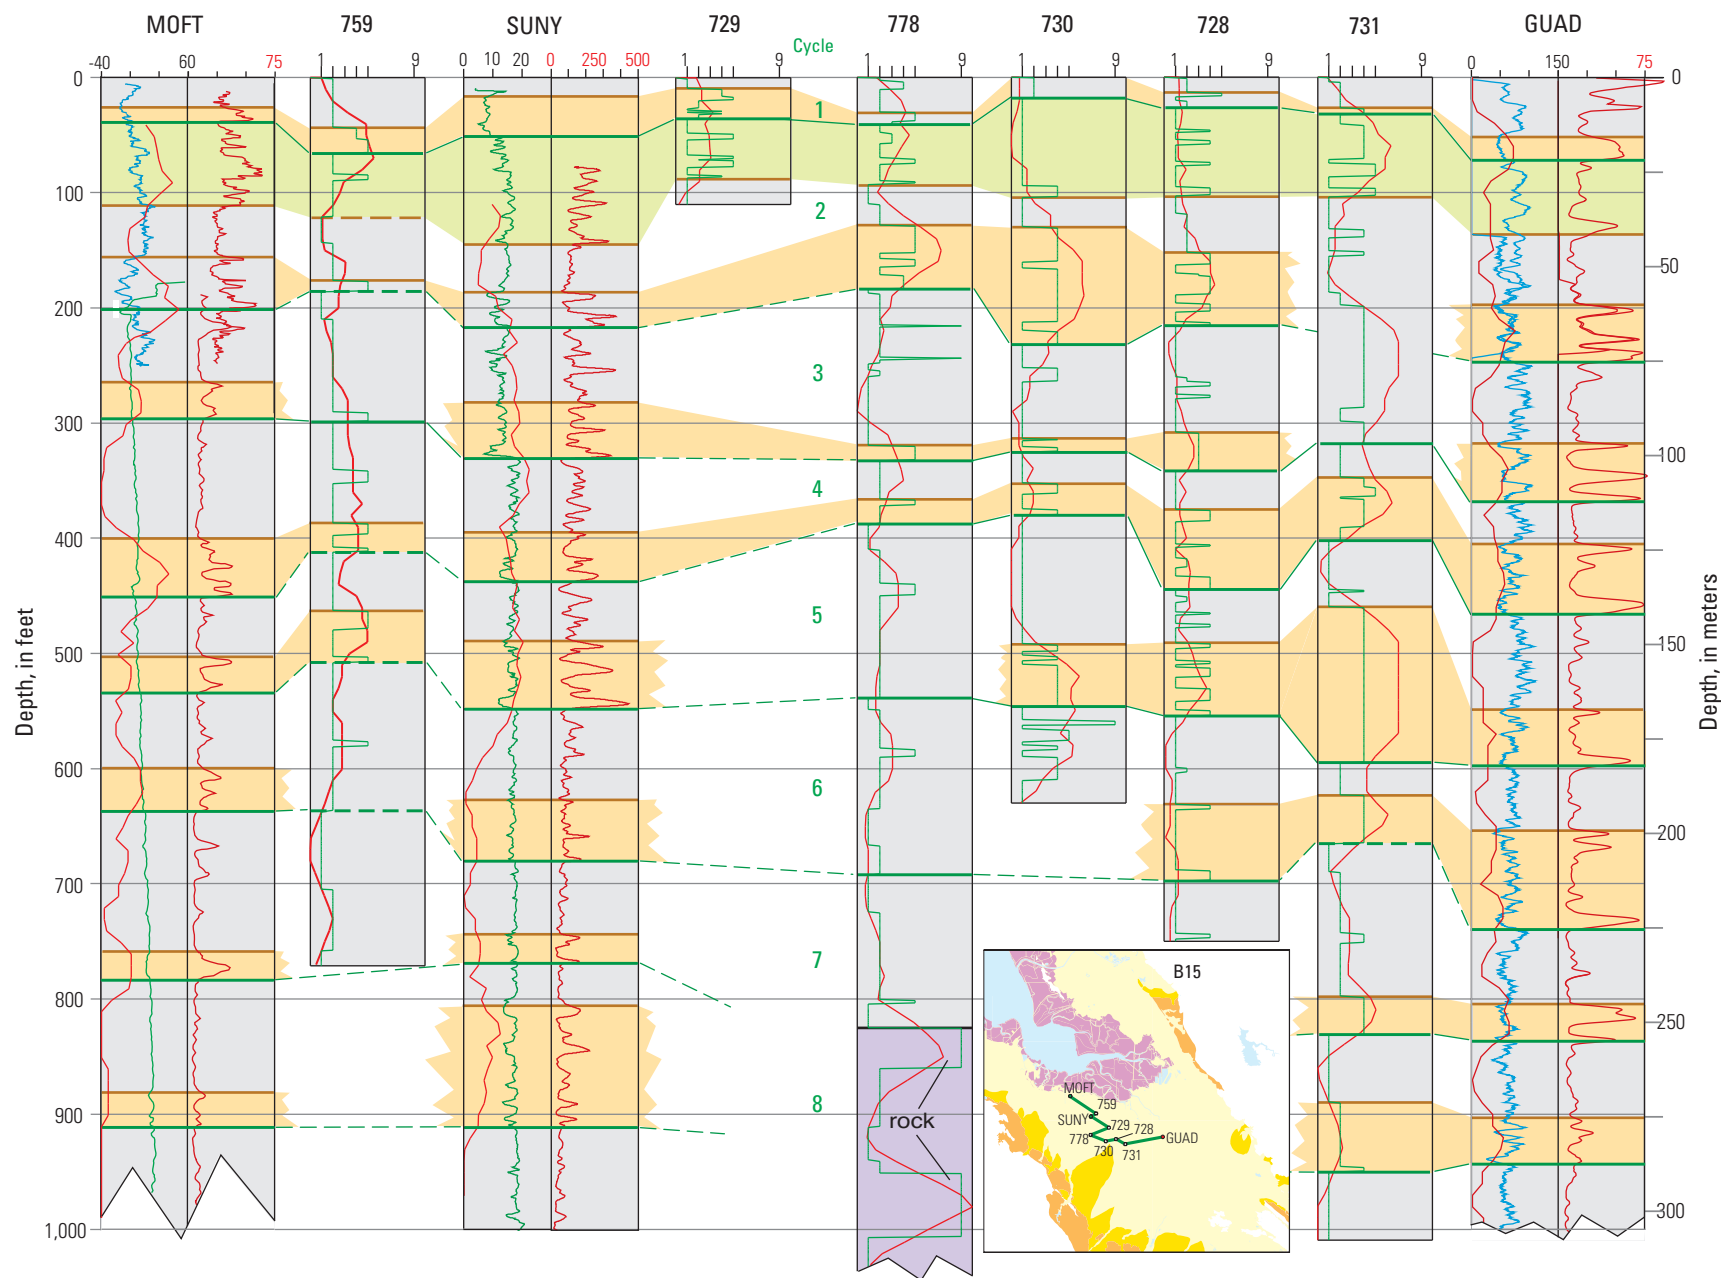 MOFT 759 SUNY 729 778 730 728 731 GUAD
Cycle
-40 60 75 1 9 0 10 20 0 250 500 1 9 1 9 1 9 1 9 1 9 0 150 75
0 0
1
100
2
200 50
3
300
100
4
400
5
500 150
600
6
200
700
7
800
250
8
900
300
1,000
Depth, in feet
Depth, in meters
rock
B15
MOFT
759
SUNY
729 728
778
730 731
GUAD